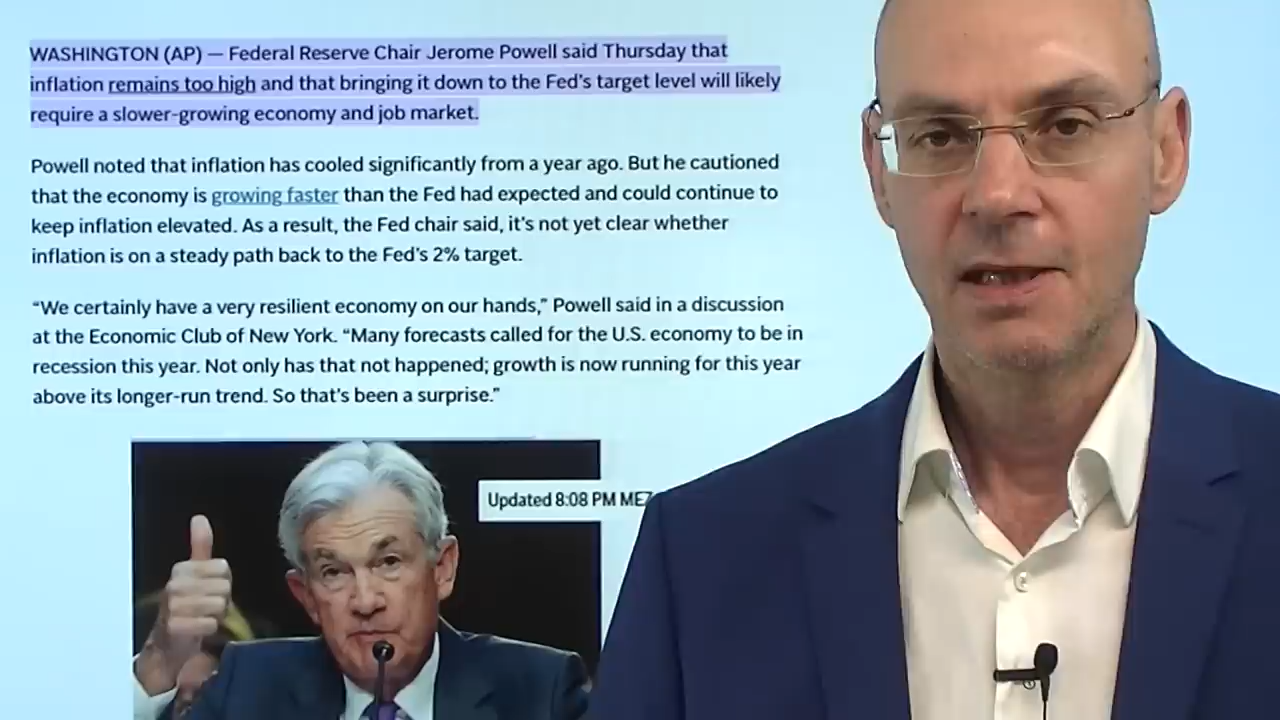 WASHINGTON (AP) — Federal Reserve Chair Jerome Powell said Thursday that
inflation remains too high and that bringing it down to the Fed's target level will likely
require a slower-growing economy and job market.
Powell noted that inflation has cooled significantly from a year ago. But he cautioned
that the economy is growing faster than the Fed had expected and could continue to
keep inflation elevated. As a result, the Fed chair said, it's not yet clear whether
inflation is on a steady path back to the Fed's 2% target.
“We certainly have a very resilient economy on our hands,” Powell said in a discussion
at the Economic Club of New York. “Many forecasts called for the U.S. economy to be in
recession this year. Not only has that not happened; growth is now running for this year
above its longer-run trend. So that's been a surprise.”
Updated 8:08 PM MEZ